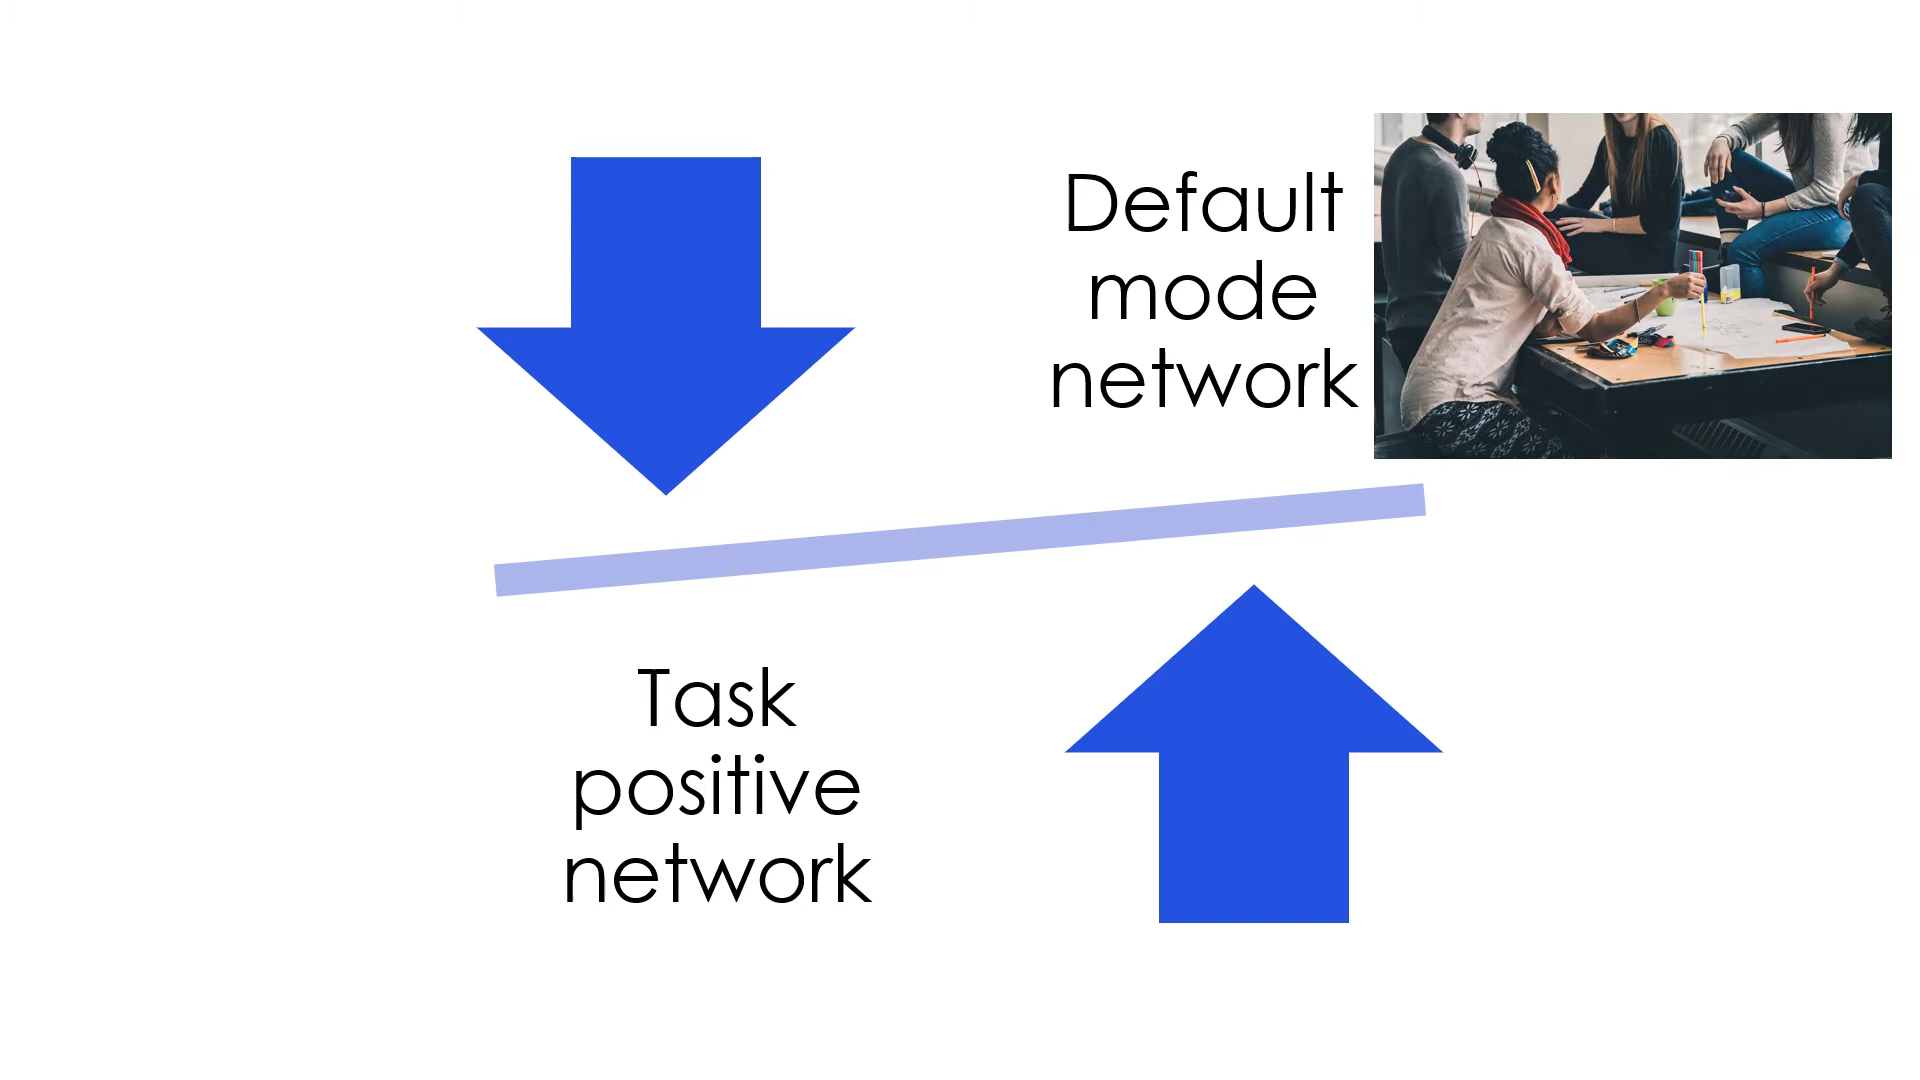 Default
mode
network
Task
positive
network